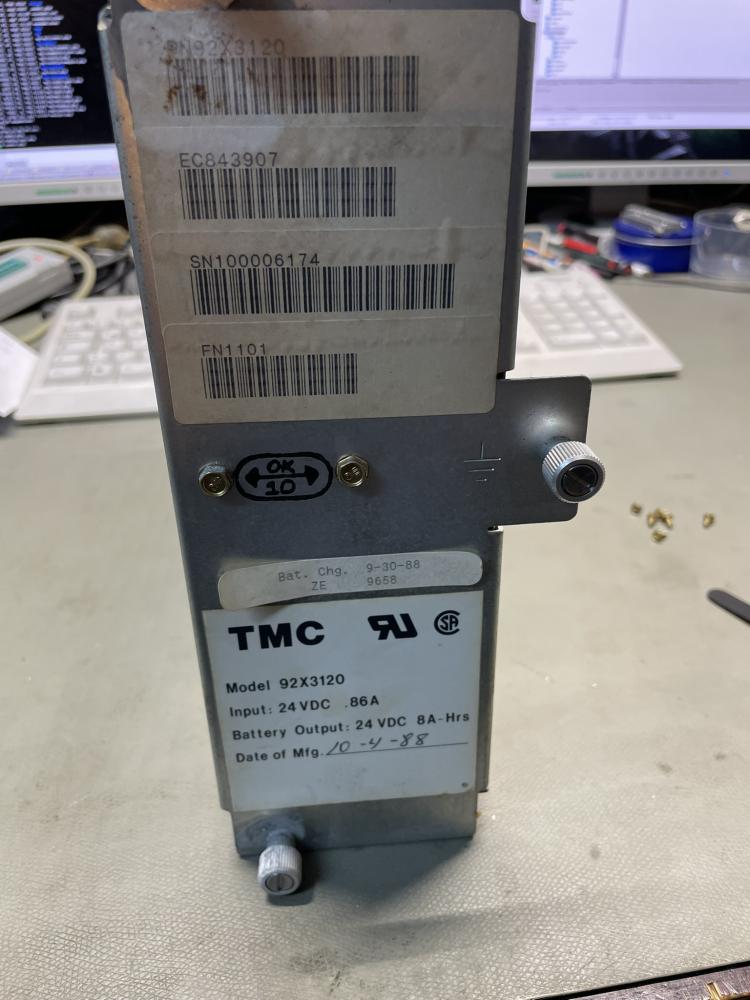 PN92X3120
EC843907
SN100006174
FN1101
OK
10
Bat. Chg. 9-30-88
ZE 9658
TMC
Model 92X3120
Input: 24 VDC .86A
Battery Output: 24 VDC 8A-Hrs
Date of Mfg. 10-4-88